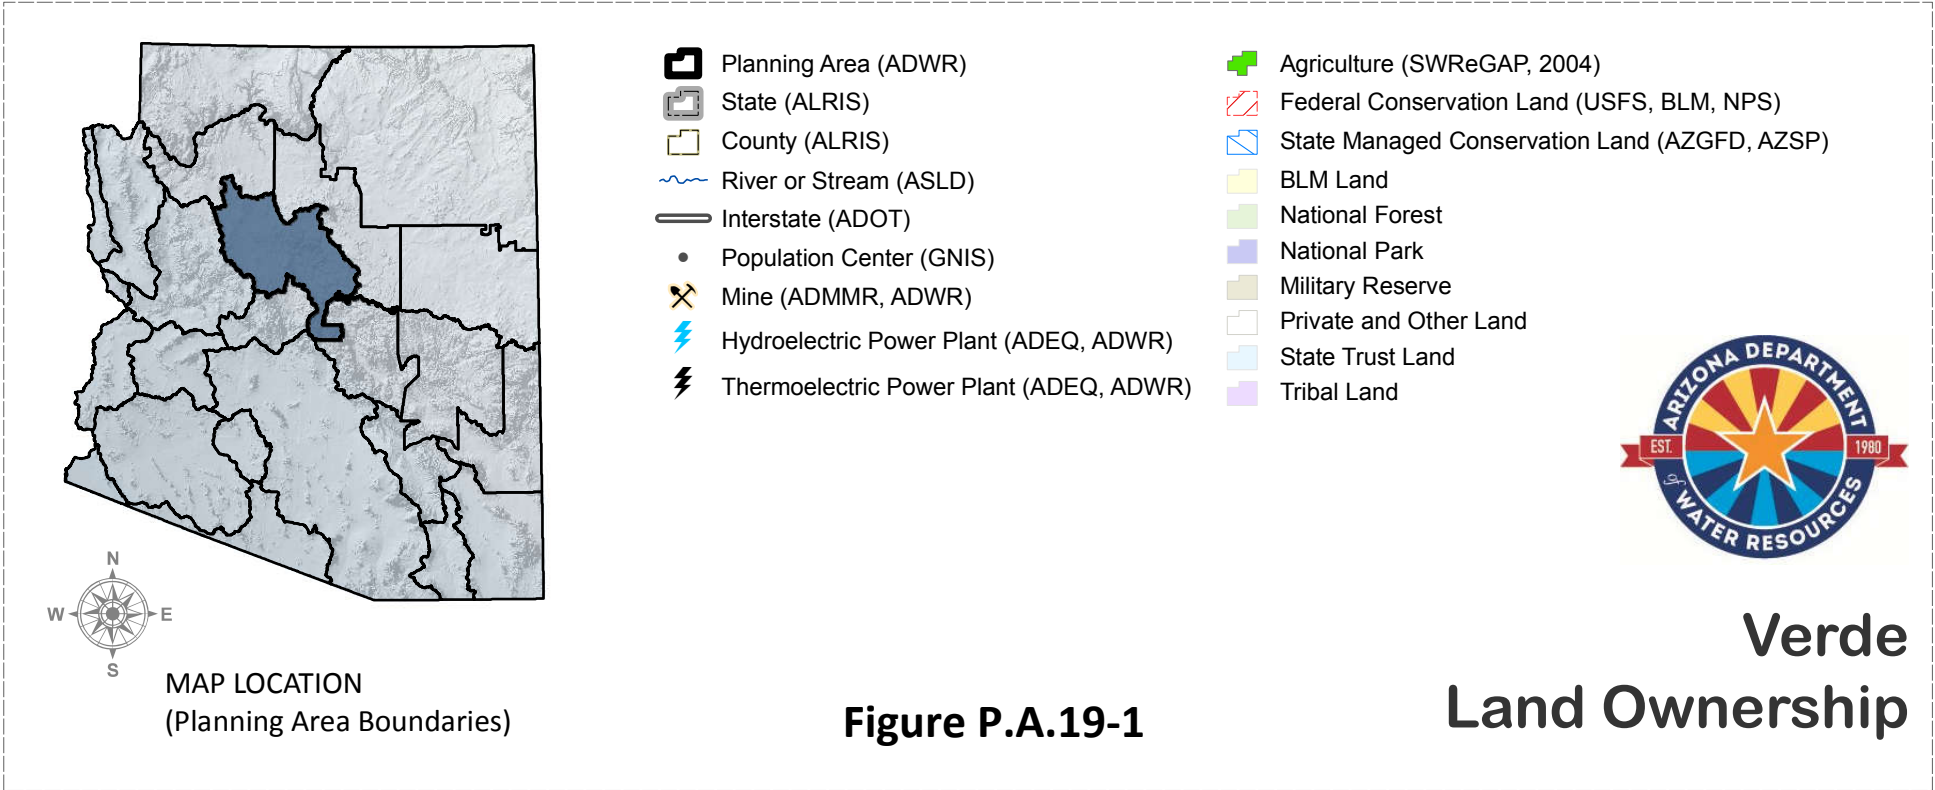 N
W
E
S
MAP LOCATION
(Planning Area Boundaries)
Planning Area (ADWR)
State (ALRIS)
County (ALRIS)
River or Stream (ASLD)
Interstate (ADOT)
Population Center (GNIS)
Mine (ADMMR, ADWR)
Hydroelectric Power Plant (ADEQ, ADWR)
Thermoelectric Power Plant (ADEQ, ADWR)
Agriculture (SWReGAP, 2004)
Federal Conservation Land (USFS, BLM, NPS)
State Managed Conservation Land (AZGFD, AZSP)
BLM Land
National Forest
National Park
Military Reserve
Private and Other Land
State Trust Land
Tribal Land
ARIZONA DEPARTMENT
EST. 1980
of WATER RESOURCES
Figure P.A.19-1
Verde
Land Ownership